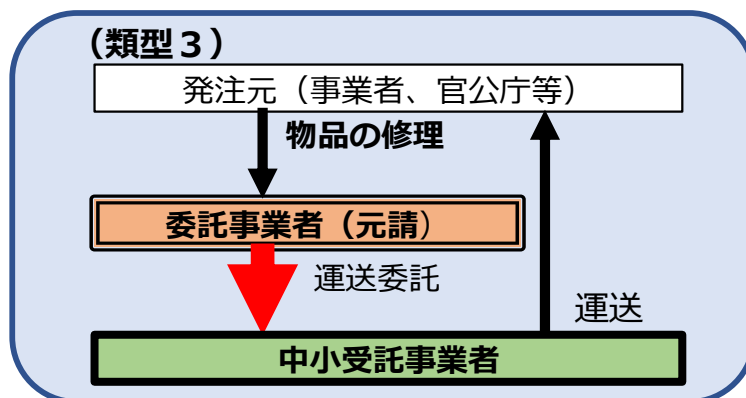 （類型３）
発注元（事業者、官公庁等）
物品の修理
委託事業者（元請）
運送委託
運送
中小受託事業者